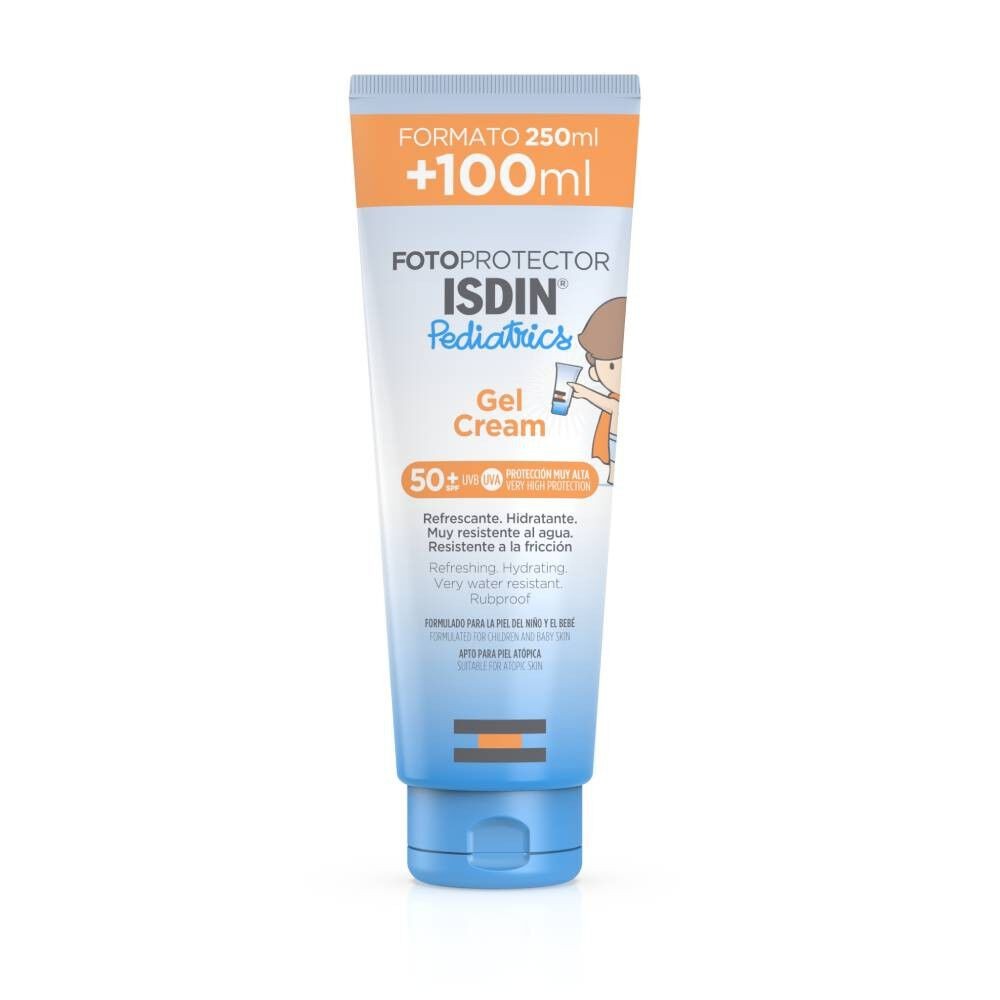 FORMATO 250ml
+100ml
FOTOPROTECTOR
ISDIN®
Pediatrics
Gel
Cream
50+ SPF UVB UVA PROTECCIÓN MUY ALTA
VERY HIGH PROTECTION
Refrescante. Hidratante.
Muy resistente al agua.
Resistente a la fricción
Refreshing. Hydrating.
Very water resistant.
Rubproof
FORMULADO PARA LA PIEL DEL NIÑO Y EL BEBÉ
FORMULATED FOR CHILDREN AND BABY SKIN
APTO PARA PIEL ATÓPICA
SUITABLE FOR ATOPIC SKIN